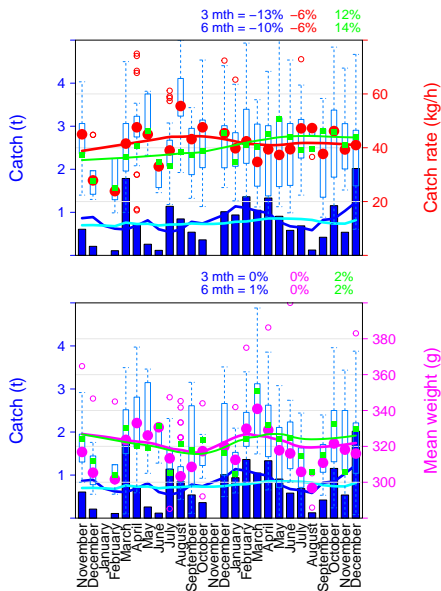 3 mth = −13% −6% 12%
6 mth = −10% −6% 14%
Catch (t)
5
4
3
2
1
60
40
20
Catch rate (kg/h)
3 mth = 0% 0% 2%
6 mth = 1% 0% 2%
Catch (t)
4
3
2
1
380
360
340
320
300
Mean weight (g)
November
December
January
February
March
April
May
June
July
August
September
October
November
December
January
February
March
April
May
June
July
August
September
October
November
December